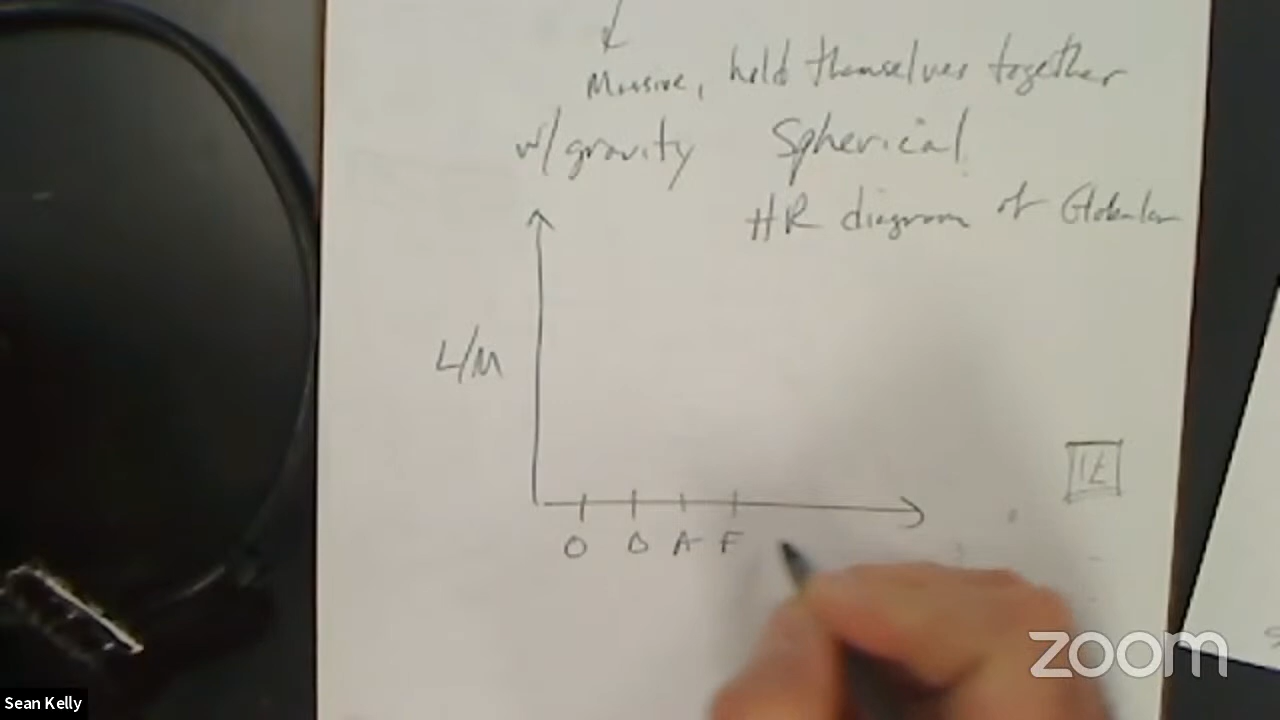 Massive, held themselves together
w/gravity Spherical
HR diagram of Globular
L/M
O B A F
zoom
Sean Kelly